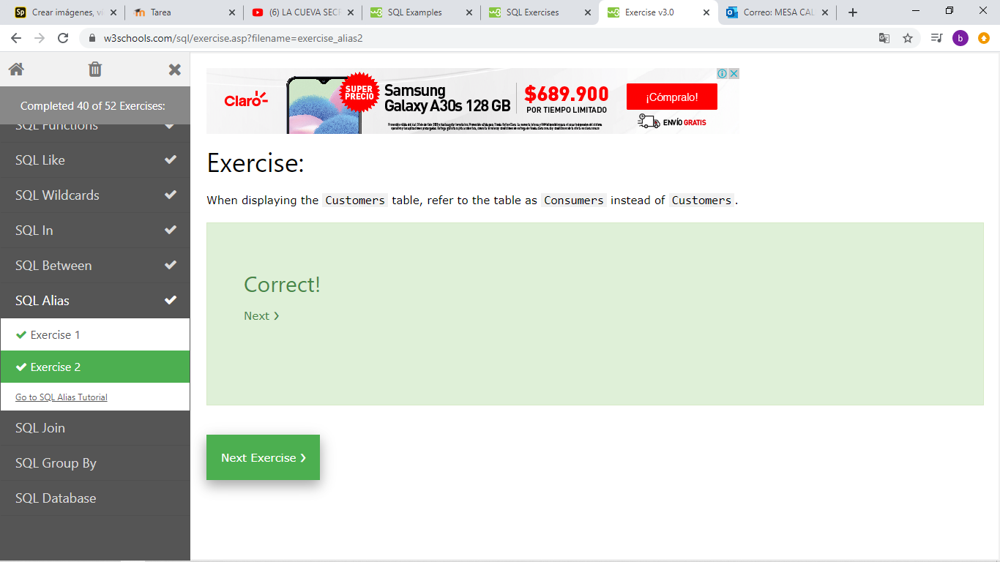 Crear imágenes, ví
Tarea
(6) LA CUEVA SECR
SQL Examples
SQL Exercises
Exercise v3.0
Correo: MESA CAL
w3schools.com/sql/exercise.asp?filename=exercise_alias2
b
Completed 40 of 52 Exercises:
SQL Functions
SQL Like
SQL Wildcards
SQL In
SQL Between
SQL Alias
Exercise 1
Exercise 2
Go to SQL Alias Tutorial
SQL Join
SQL Group By
SQL Database
Claro
SUPER
PRECIO
Samsung
Galaxy A30s 128 GB
$689.900
POR TIEMPO LIMITADO
¡Cómpralo!
ENVÍO GRATIS
Exercise:
When displaying the Customers table, refer to the table as Consumers instead of Customers.
Correct!
Next ❯
Next Exercise ❯